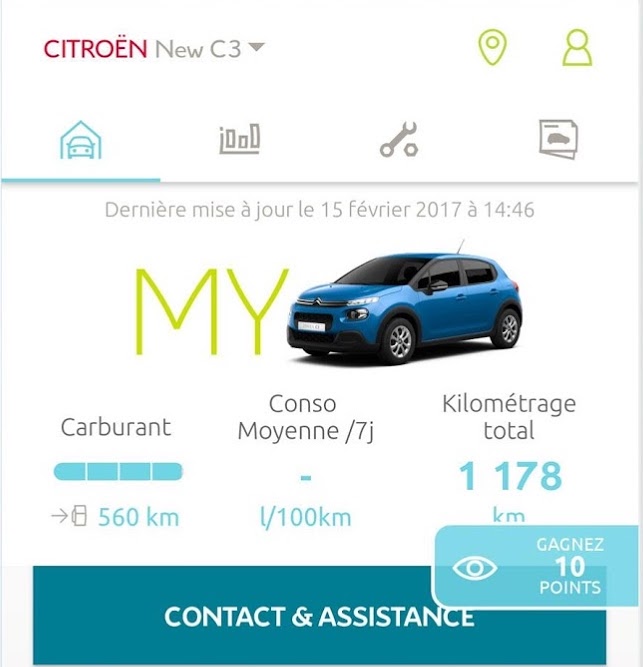 CITROËN New C3
Dernière mise à jour le 15 février 2017 à 14:46
MY
Carburant
Conso
Moyenne /7j
Kilométrage
total
-
1 178
560 km
l/100km
km
GAGNEZ
10
POINTS
CONTACT & ASSISTANCE